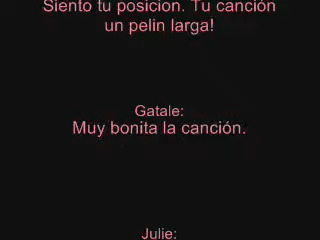 Siento tu posicion. Tu canción
un pelin larga!
Gatale:
Muy bonita la canción.
Julie: